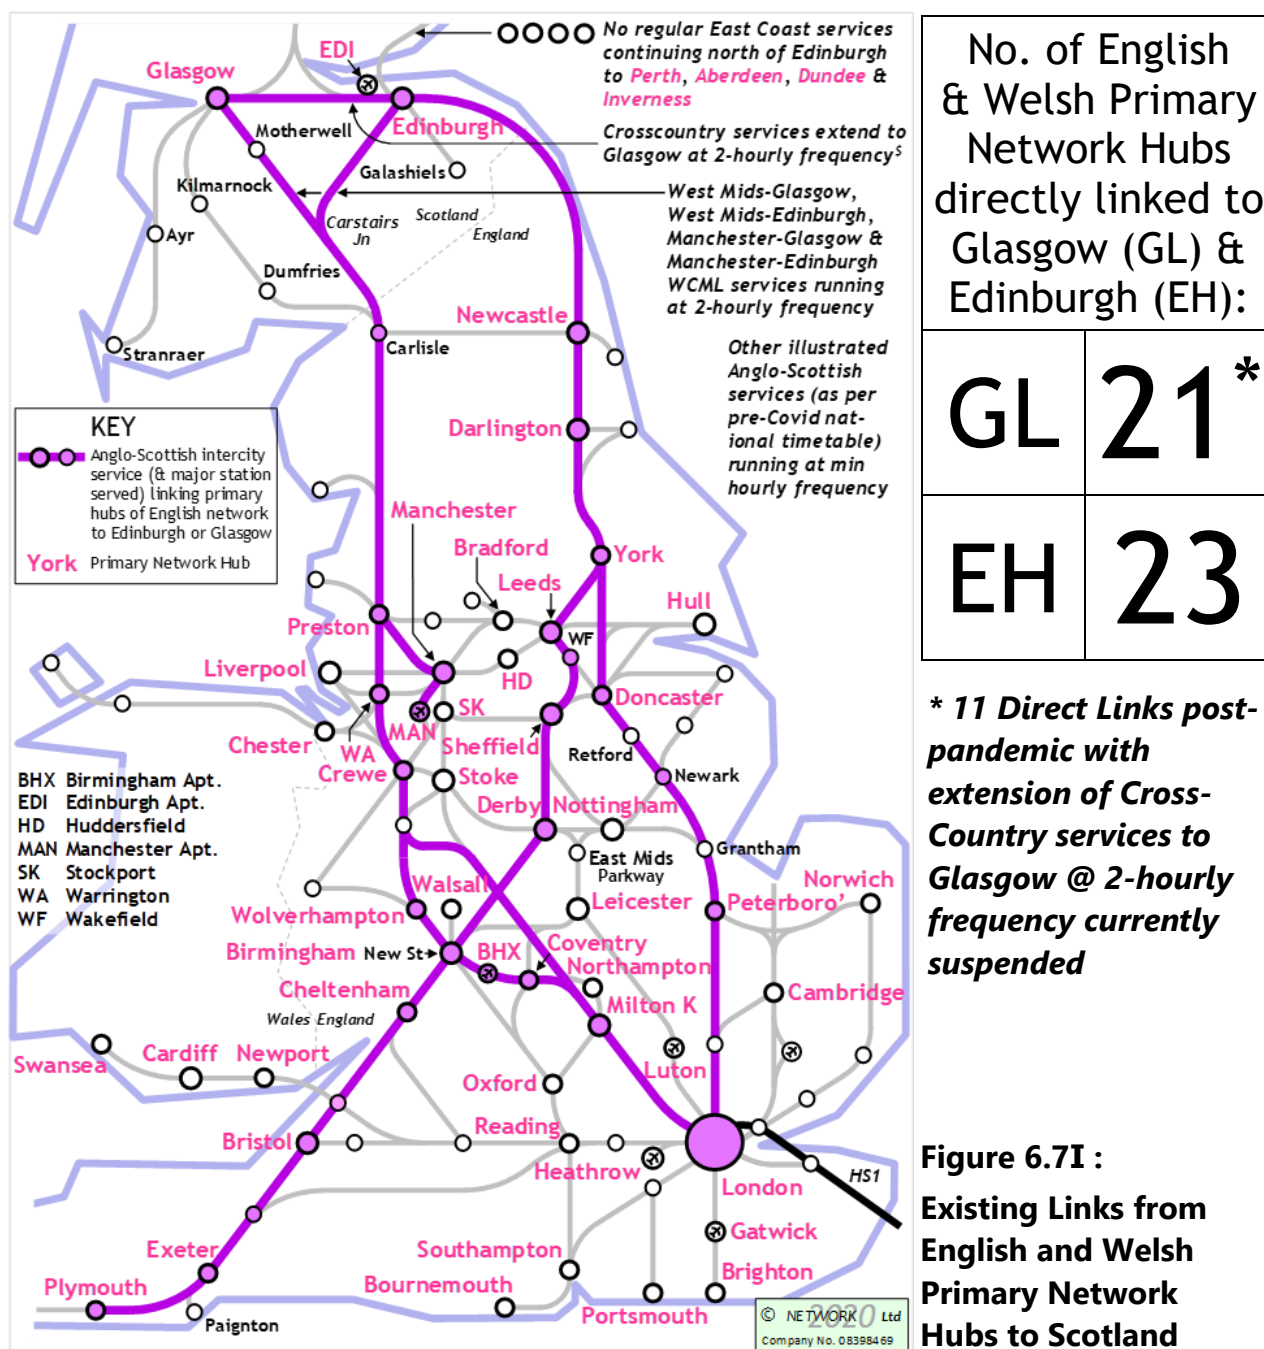 No regular East Coast services
continuing north of Edinburgh
to Perth, Aberdeen, Dundee &
Inverness
Crosscountry services extend to
Glasgow at 2-hourly frequency$
West Mids-Glasgow,
West Mids-Edinburgh,
Manchester-Glasgow &
Manchester-Edinburgh
WCML services running
at 2-hourly frequency
Other illustrated
Anglo-Scottish
services (as per
pre-Covid nat-
ional timetable)
running at min
hourly frequency
EDI
Glasgow
Edinburgh
Motherwell
Galashiels
Kilmarnock
Carstairs
Jn
Scotland
England
Ayr
Dumfries
Newcastle
Stranraer
Carlisle
KEY
Anglo-Scottish intercity
service (& major station
served) linking primary
hubs of English network
to Edinburgh or Glasgow
York Primary Network Hub
Darlington
Manchester
Bradford
York
Leeds
Hull
Preston
WF
Liverpool
HD
SK
Doncaster
MAN
Chester
WA
Sheffield
Retford
Crewe
Stoke
Newark
BHX Birmingham Apt.
EDI Edinburgh Apt.
HD Huddersfield
MAN Manchester Apt.
SK Stockport
WA Warrington
WF Wakefield
Derby
Nottingham
East Mids
Parkway
Grantham
Walsall
Norwich
Wolverhampton
Leicester
Peterboro'
Birmingham New St
BHX
Coventry
Northampton
Cheltenham
Milton K
Cambridge
Wales England
Swansea
Cardiff
Newport
Luton
Oxford
Bristol
Reading
Heathrow
London
HS1
Gatwick
Exeter
Southampton
Brighton
Plymouth
Bournemouth
Portsmouth
Paignton
© NETWORK 2020 Ltd
Company No. 08398469
No. of English
& Welsh Primary
Network Hubs
directly linked to
Glasgow (GL) &
Edinburgh (EH):
GL 21*
EH 23
* 11 Direct Links post-
pandemic with
extension of Cross-
Country services to
Glasgow @ 2-hourly
frequency currently
suspended
Figure 6.7I :
Existing Links from
English and Welsh
Primary Network
Hubs to Scotland